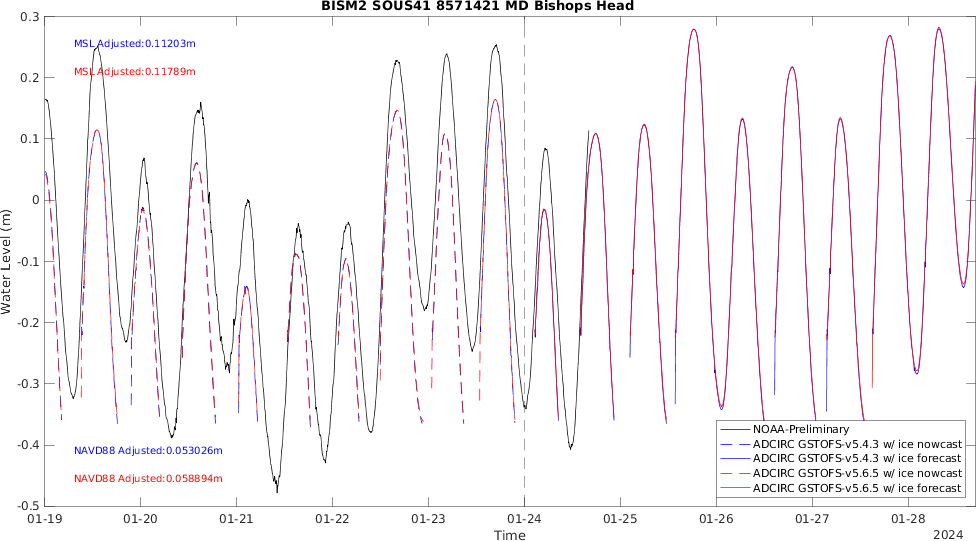 BISM2 SOUS41 8571421 MD Bishops Head
0.3
0.2
0.1
0
-0.1
-0.2
-0.3
-0.4
-0.5
Water Level (m)
MSL Adjusted:0.11203m
MSL Adjusted:0.11789m
NAVD88 Adjusted:0.053026m
NAVD88 Adjusted:0.058894m
NOAA-Preliminary
ADCIRC GSTOFS-v5.4.3 w/ ice nowcast
ADCIRC GSTOFS-v5.4.3 w/ ice forecast
ADCIRC GSTOFS-v5.6.5 w/ ice nowcast
ADCIRC GSTOFS-v5.6.5 w/ ice forecast
01-19 01-20 01-21 01-22 01-23 01-24 01-25 01-26 01-27 01-28
Time
2024